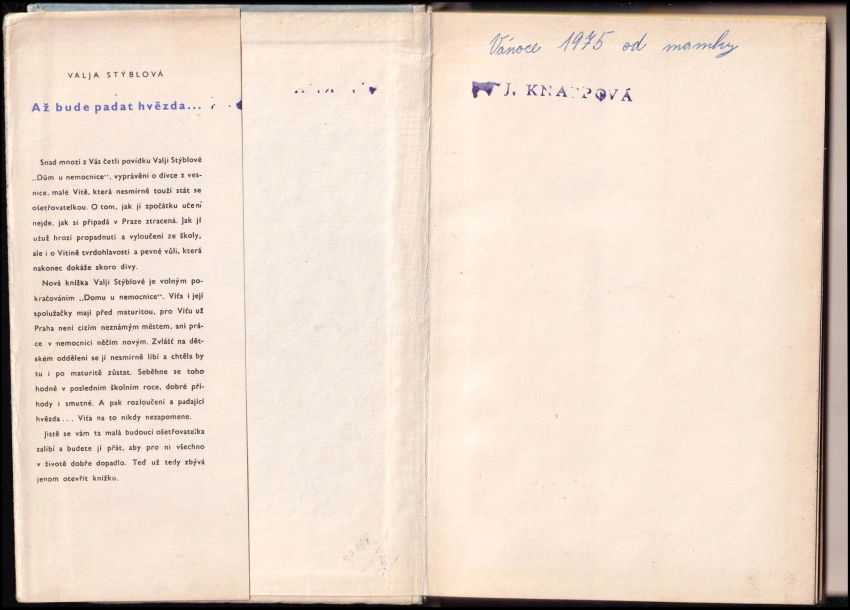 VALJA STÝBLOVÁ
Až bude padat hvězda...
Snad mnozí z Vás četli povídku Valji Stýblové
„Dům u nemocnice", vyprávění o dívce z ves-
nice, malé Vítě, která nesmírně touží stát se
ošetřovatelkou. O tom, jak jí zpočátku učení
nejde, jak si připadá v Praze ztracená. Jak jí
užuž hrozí propadnutí a vyloučení ze školy,
ale i o Vítině tvrdohlavosti a pevné vůli, která
nakonec dokáže skoro divy.
Nová knížka Valji Stýblové je volným po-
kračováním „Domu u nemocnice". Víťa i její
spolužačky mají před maturitou, pro Víťu už
Praha není cizím neznámým městem, ani prá-
ce v nemocnici něčím novým. Zvlášť na dět-
ském oddělení se jí nesmírně líbí a chtěla by
tu i po maturitě zůstat. Seběhne se toho
hodně v posledním školním roce, dobré pří-
hody i smutné. A pak rozloučení a padající
hvězda... Víťa na to nikdy nezapomene.
Jistě se vám ta malá budoucí ošetřovatelka
zalíbí a budete jí přát, aby pro ni všechno
v životě dobře dopadlo. Teď už tedy zbývá
jenom otevřít knížku.
Vánoce 1975 od mamky
J. KNAPPOVÁ